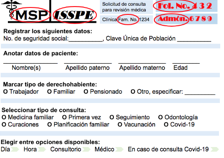 MSP ISSPE
Solicitud de consulta para revisión médica
Fol. No. 432
Clínica Fam. No. 1234
Admón. 6789
Registrar los siguientes datos:
No. de seguridad social: , Clave Única de Población
Anotar datos de paciente:
Nombre(s) Apellido paterno Apellido materno Edad
Marcar tipo de derechohabiente:
O Trabajador O Familiar O Pensionado O Otro, especificar:
Seleccionar tipo de consulta:
O Medicina familiar O Primera vez O Seguimiento O Odontología
O Curaciones O Planificación familiar O Vacunación O Covid-19
Elegir entre opciones disponibles:
Día Hora Consultorio Médico En caso de consulta Covid-19